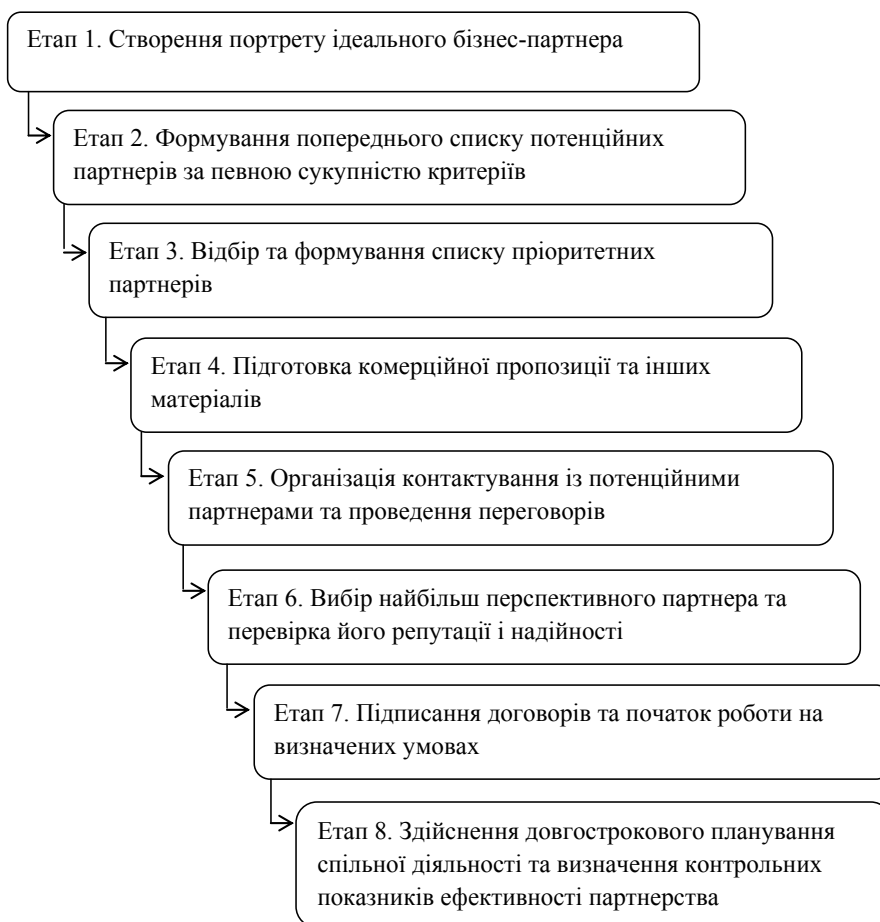 Етап 1. Створення портрету ідеального бізнес-партнера
Етап 2. Формування попереднього списку потенційних
партнерів за певною сукупністю критеріїв
Етап 3. Відбір та формування списку пріоритетних
партнерів
Етап 4. Підготовка комерційної пропозиції та інших
матеріалів
Етап 5. Організація контактування із потенційними
партнерами та проведення переговорів
Етап 6. Вибір найбільш перспективного партнера та
перевірка його репутації і надійності
Етап 7. Підписання договорів та початок роботи на
визначених умовах
Етап 8. Здійснення довгострокового планування
спільної діяльності та визначення контрольних
показників ефективності партнерства